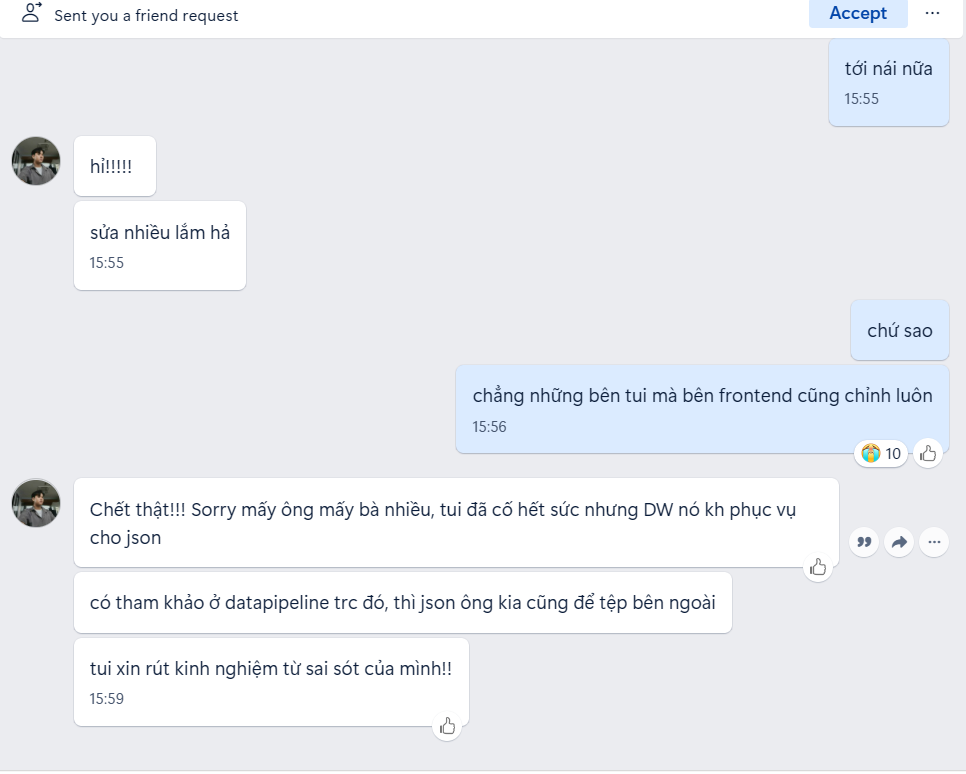 Sent you a friend request
Accept
tới nái nữa
15:55
hỉ!!!!!
sửa nhiều lắm hả
15:55
chứ sao
chẳng những bên tui mà bên frontend cũng chỉnh luôn
15:56
10
Chết thật!!! Sorry mấy ông mấy bà nhiều, tui đã cố hết sức nhưng DW nó kh phục vụ
cho json
có tham khảo ở datapipeline trc đó, thì json ông kia cũng để tệp bên ngoài
tui xin rút kinh nghiệm từ sai sót của mình!!
15:59